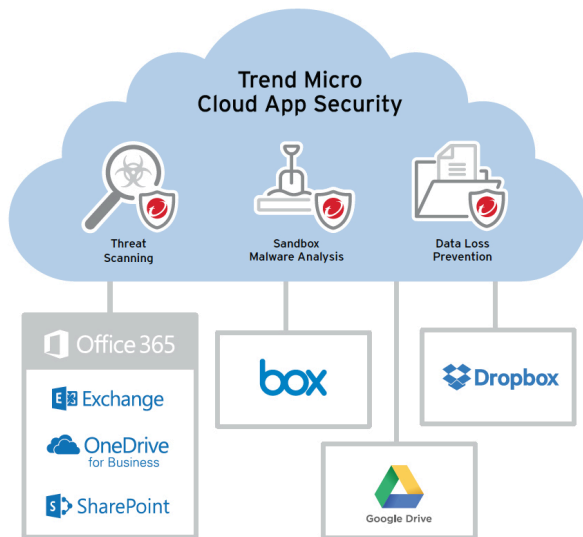 Trend Micro
Cloud App Security
Threat
Scanning
Sandbox
Malware Analysis
Data Loss
Prevention
Office 365
E Exchange
OneDrive
for Business
S SharePoint
box
Google Drive
Dropbox